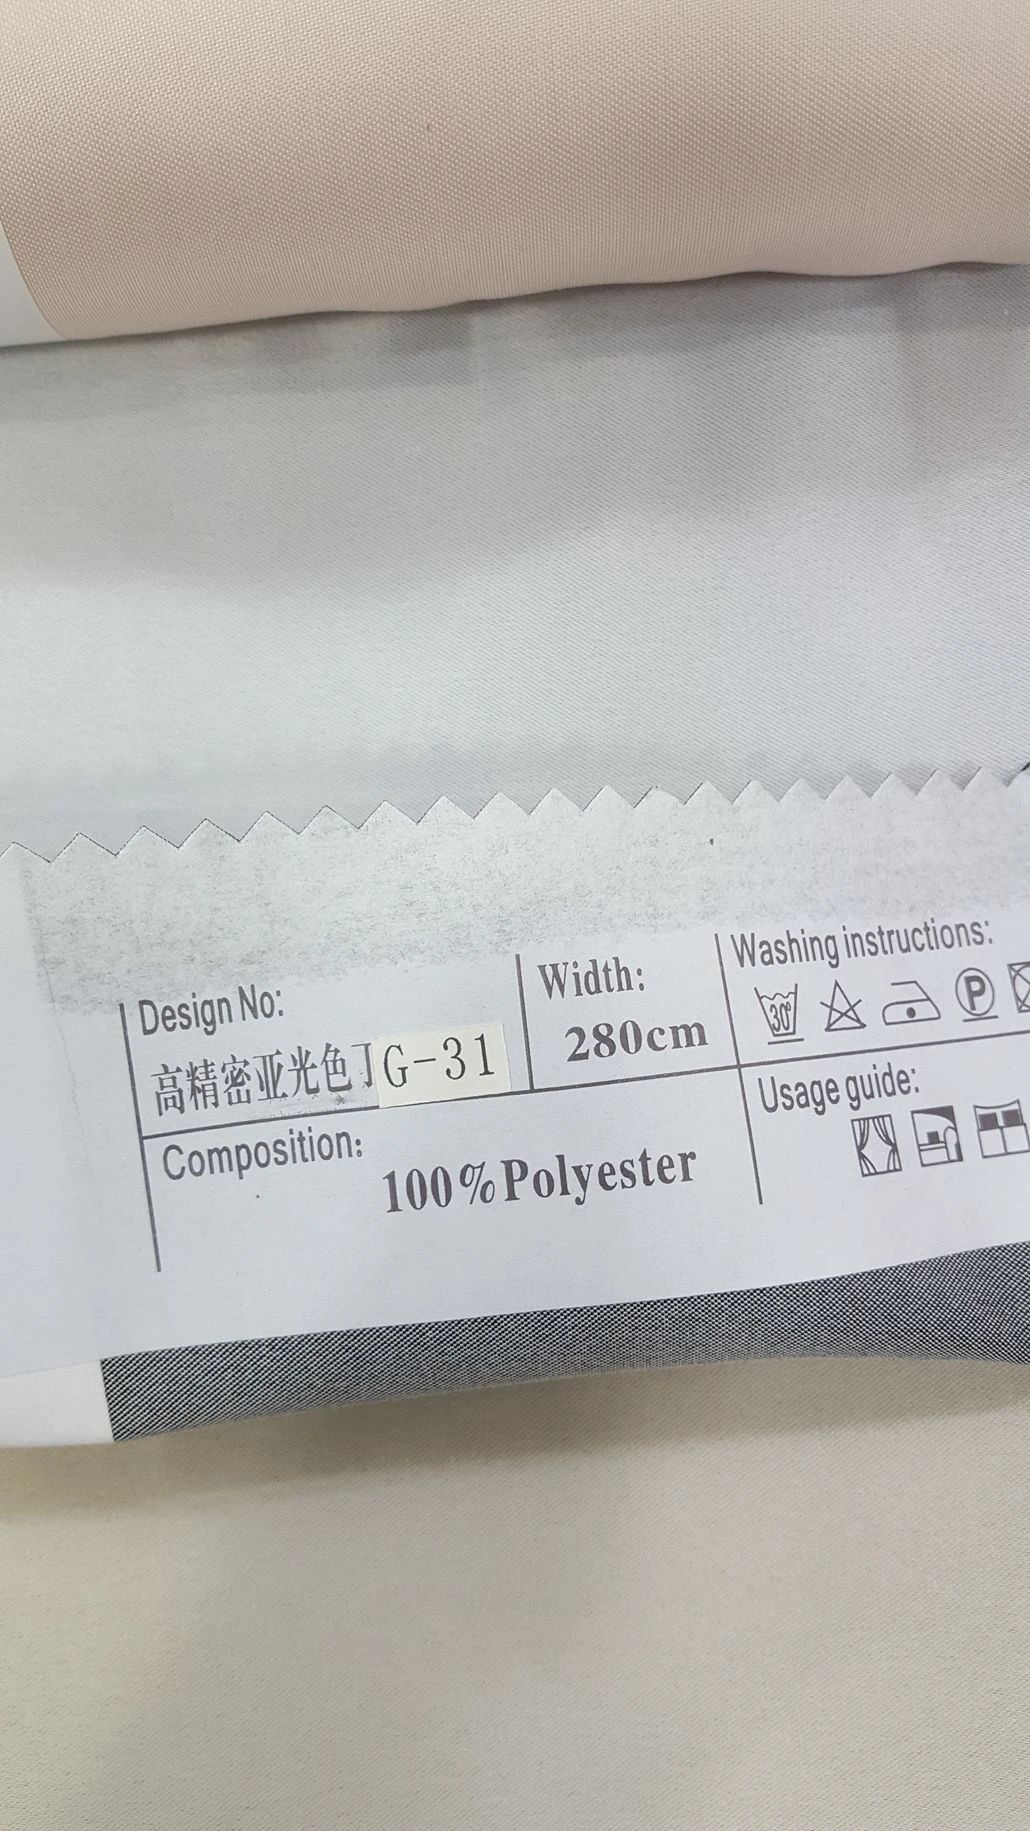 Design No:
高精密亚光色丁G-31
Width:
280cm
Washing instructions:
30°
P
Composition:
100%Polyester
Usage guide: